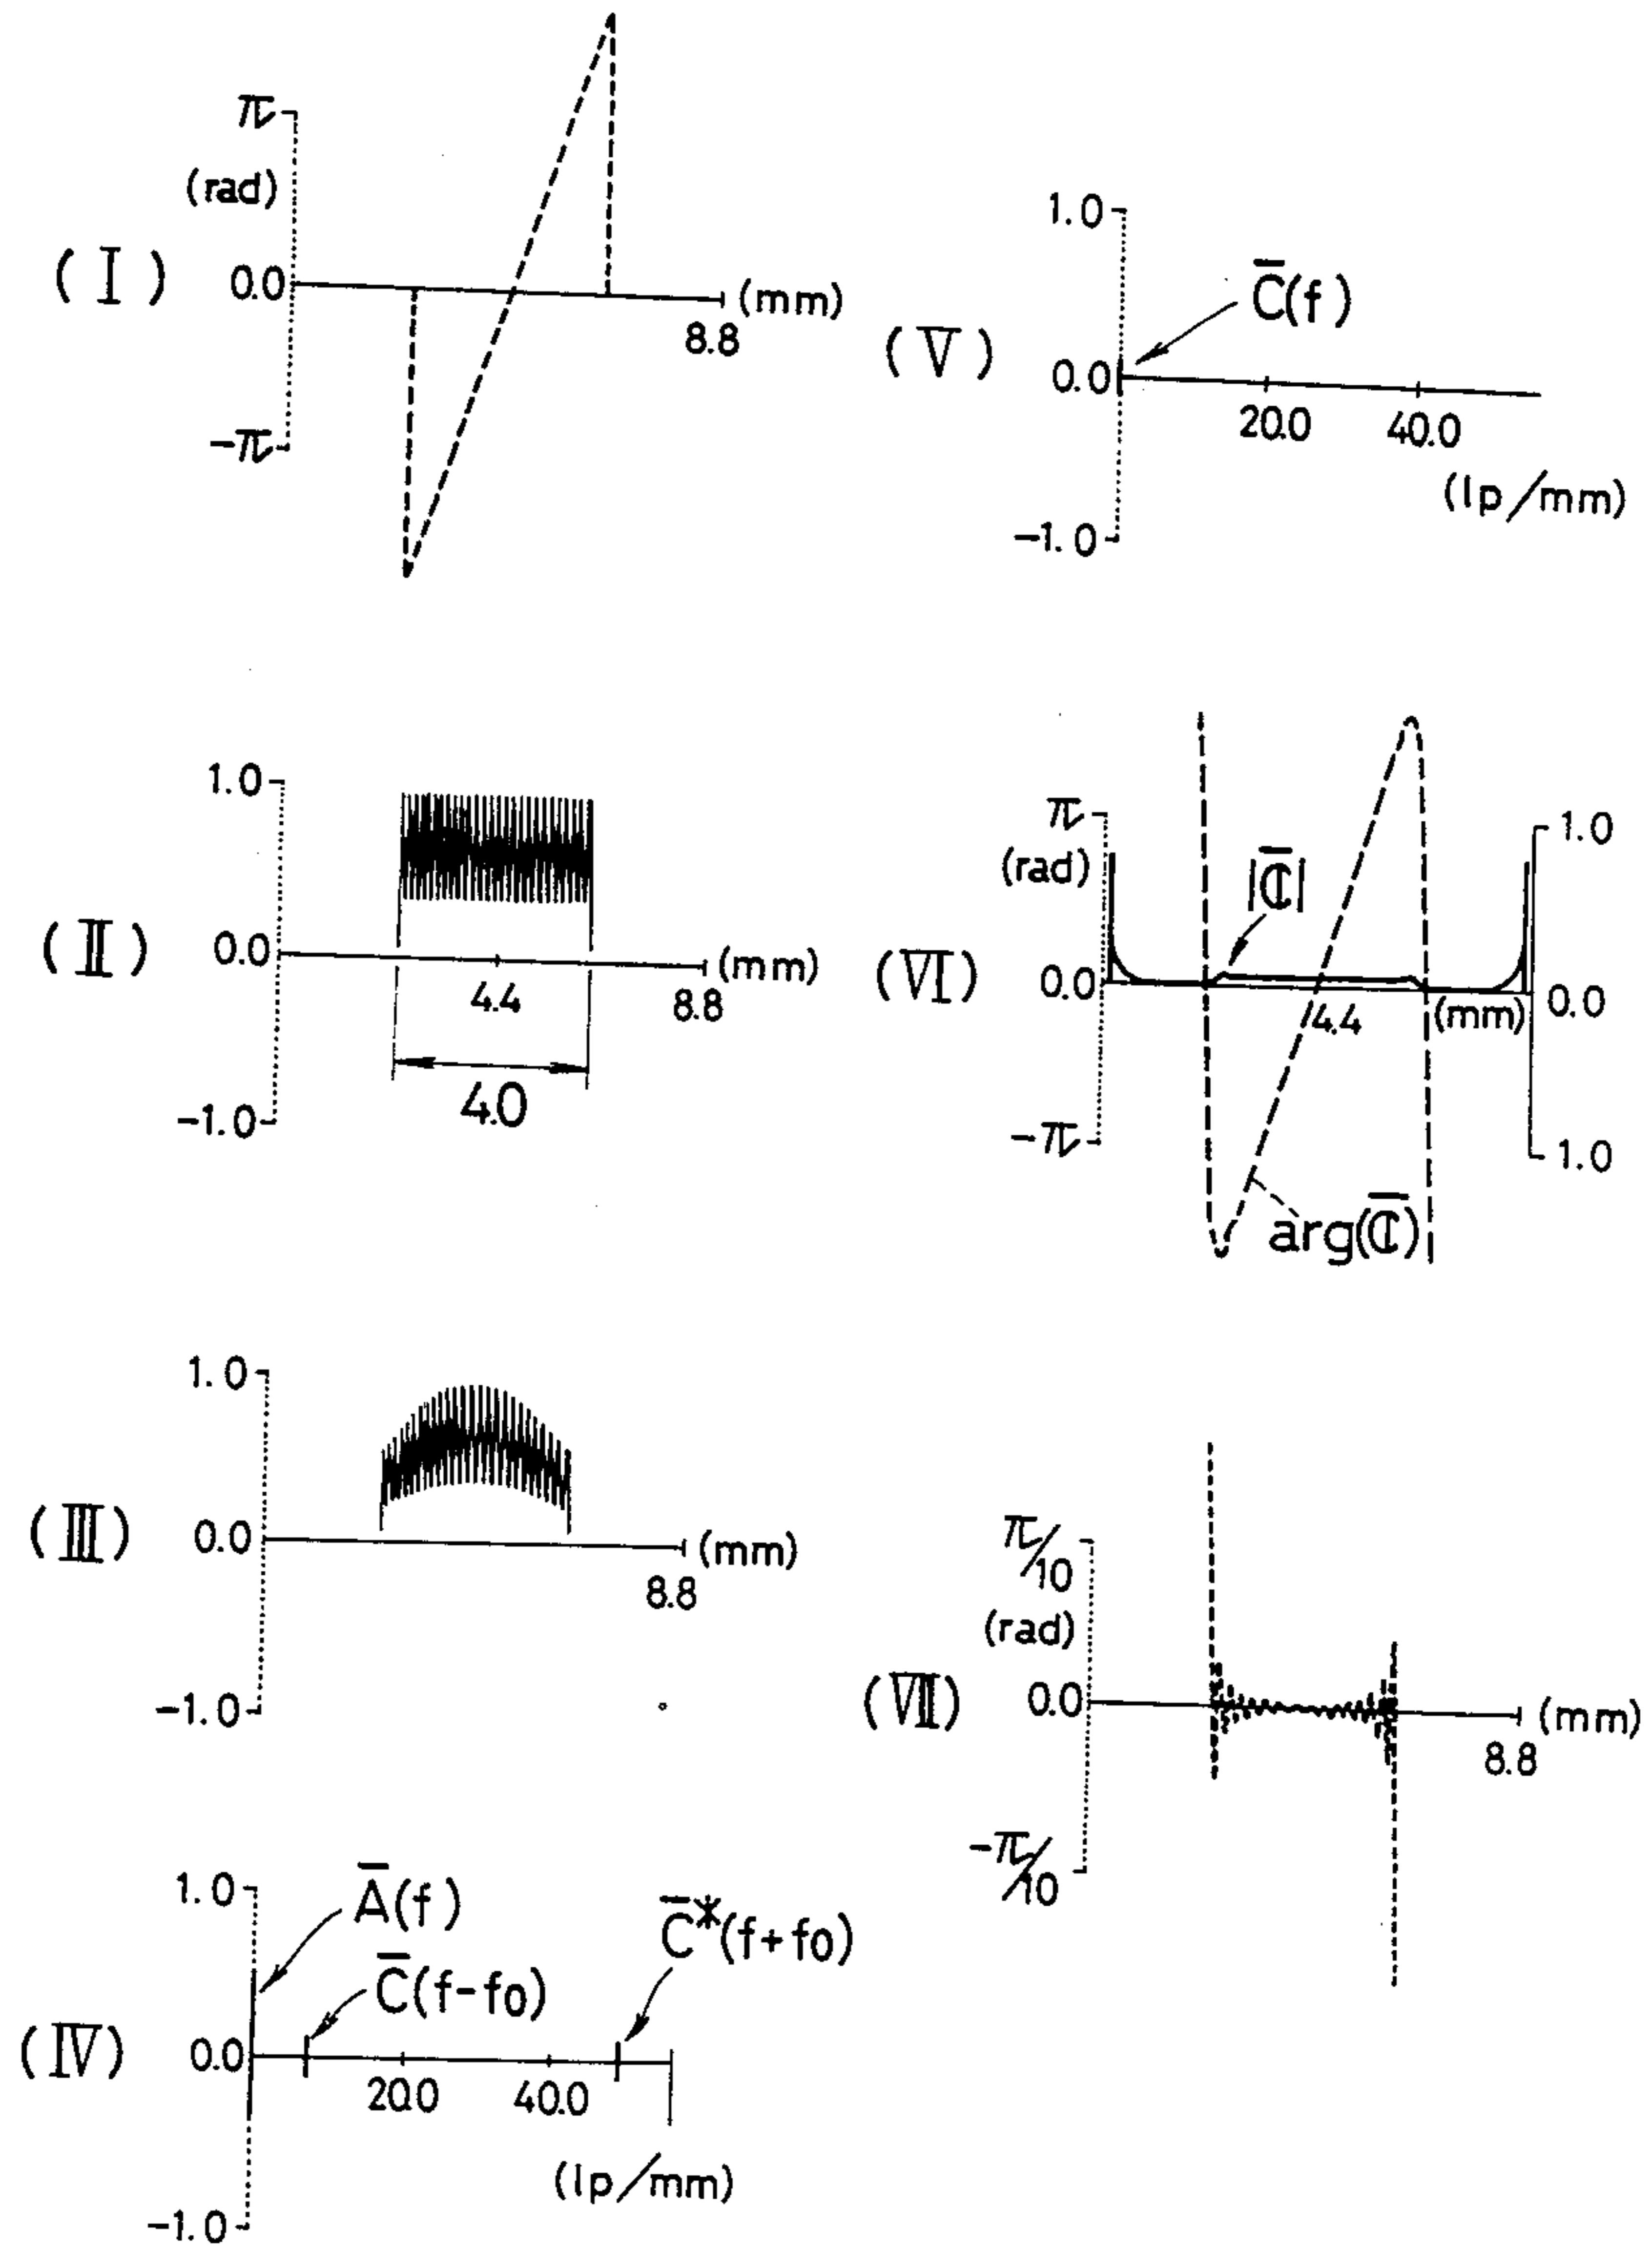 (I)
π
(rad)
0.0
-π
(mm)
8.8
(II)
1.0
0.0
-1.0
4.4
(mm)
8.8
4.0
(III)
1.0
0.0
-1.0
(mm)
8.8
(IV)
1.0
0.0
-1.0
A̅(f)
C̅(f-f0)
C̅*(f+f0)
20.0
40.0
(lp/mm)
(V)
1.0
0.0
-1.0
C̅(f)
20.0
40.0
(lp/mm)
(VI)
π
(rad)
0.0
-π
|ℂ̅|
4.4
(mm)
1.0
0.0
1.0
arg(ℂ̅)
(VII)
π/10
(rad)
0.0
-π/10
(mm)
8.8